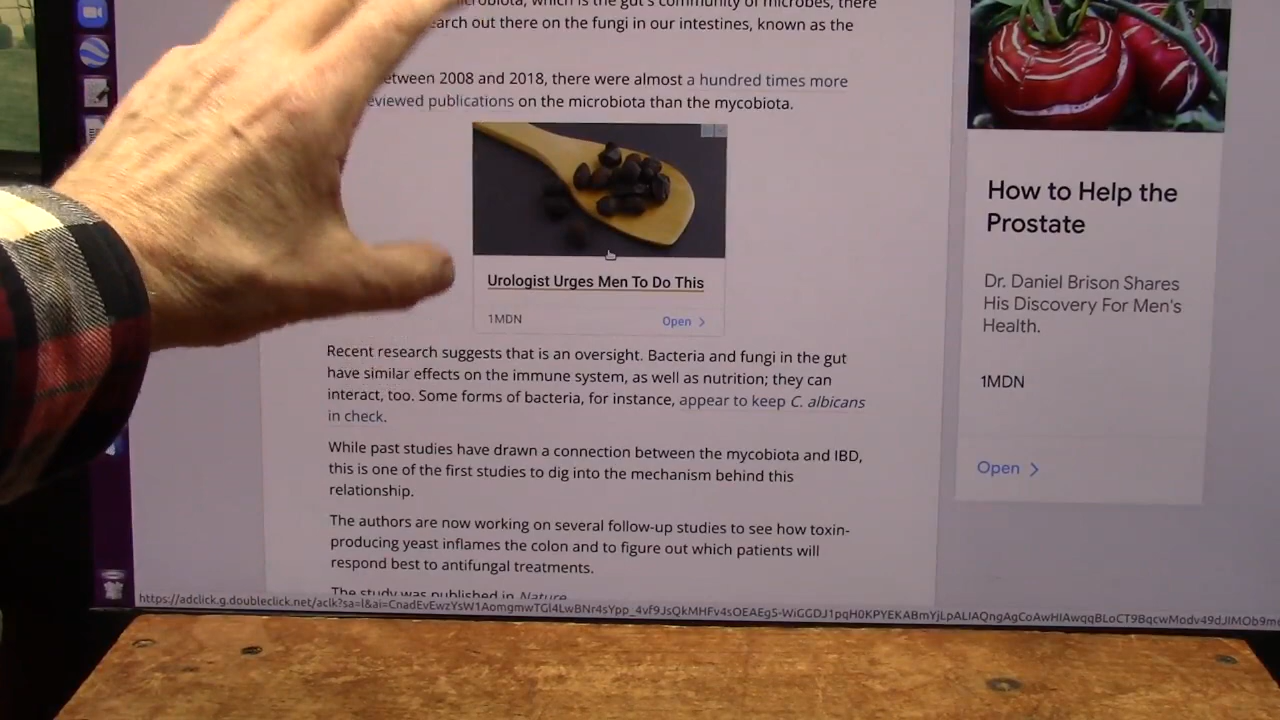 microbiota, which is the gut's community of microbes, there
out there on the fungi in our intestines, known as the
between 2008 and 2018, there were almost a hundred times more
publications on the microbiota than the mycobiota.
Urologist Urges Men To Do This
1MDN
Open >
Recent research suggests that is an oversight. Bacteria and fungi in the gut
have similar effects on the immune system, as well as nutrition; they can
interact, too. Some forms of bacteria, for instance, appear to keep C. albicans
in check.
While past studies have drawn a connection between the mycobiota and IBD,
this is one of the first studies to dig into the mechanism behind this
relationship.
The authors are now working on several follow-up studies to see how toxin-
producing yeast inflames the colon and to figure out which patients will
respond best to antifungal treatments.
The study was published in Nature.
How to Help the
Prostate
Dr. Daniel Brison Shares
His Discovery For Men's
Health.
1MDN
Open >